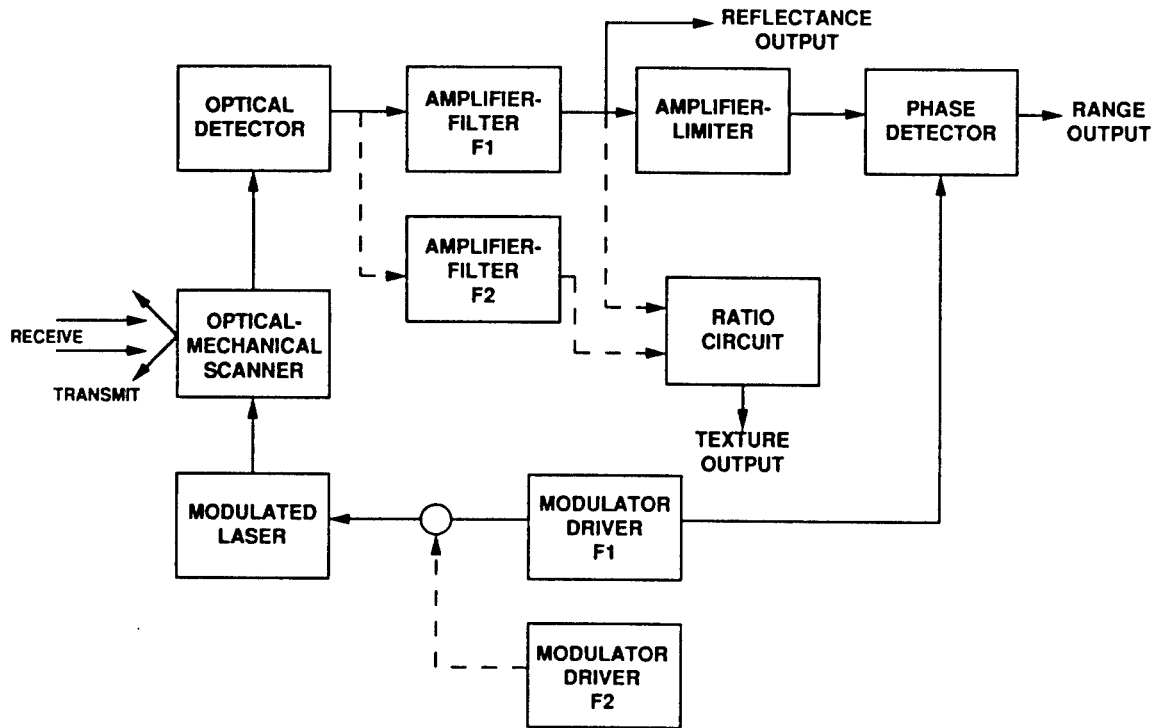 REFLECTANCE
OUTPUT
OPTICAL
DETECTOR
AMPLIFIER-
FILTER
F1
AMPLIFIER-
LIMITER
PHASE
DETECTOR
RANGE
OUTPUT
AMPLIFIER-
FILTER
F2
RECEIVE
TRANSMIT
OPTICAL-
MECHANICAL
SCANNER
RATIO
CIRCUIT
TEXTURE
OUTPUT
MODULATED
LASER
MODULATOR
DRIVER
F1
MODULATOR
DRIVER
F2